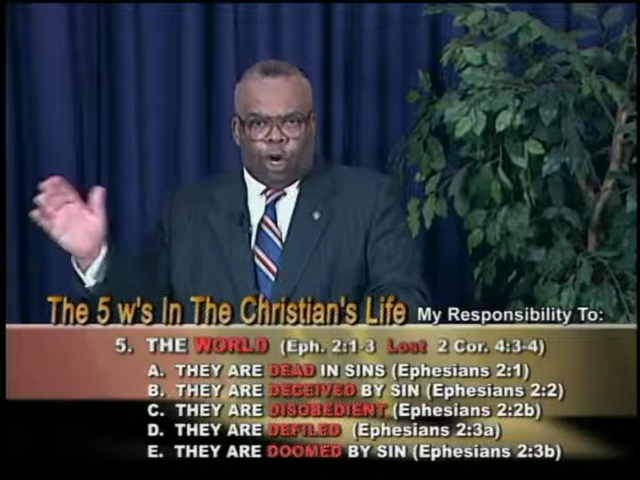 The 5 w's In The Christian's Life My Responsibility To:
5. THE WORLD (Eph. 2:1-3 Lost 2 Cor. 4:3-4)
A. THEY ARE DEAD IN SINS (Ephesians 2:1)
B. THEY ARE DECEIVED BY SIN (Ephesians 2:2)
C. THEY ARE DISOBEDIENT (Ephesians 2:2b)
D. THEY ARE DEFILED (Ephesians 2:3a)
E. THEY ARE DOOMED BY SIN (Ephesians 2:3b)